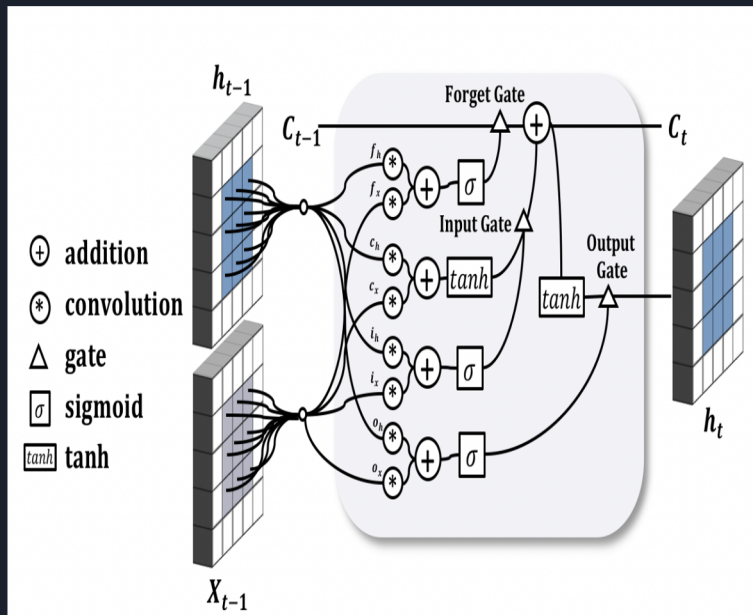 h_{t-1}
C_{t-1}
Forget Gate
+
C_t
f_h
*
f_x
*
+
σ
Input Gate
c_h
*
c_x
*
+
tanh
Output
Gate
tanh
i_h
*
i_x
*
+
σ
o_h
*
o_x
*
+
σ
h_t
+ addition
* convolution
gate
σ sigmoid
tanh tanh
X_{t-1}